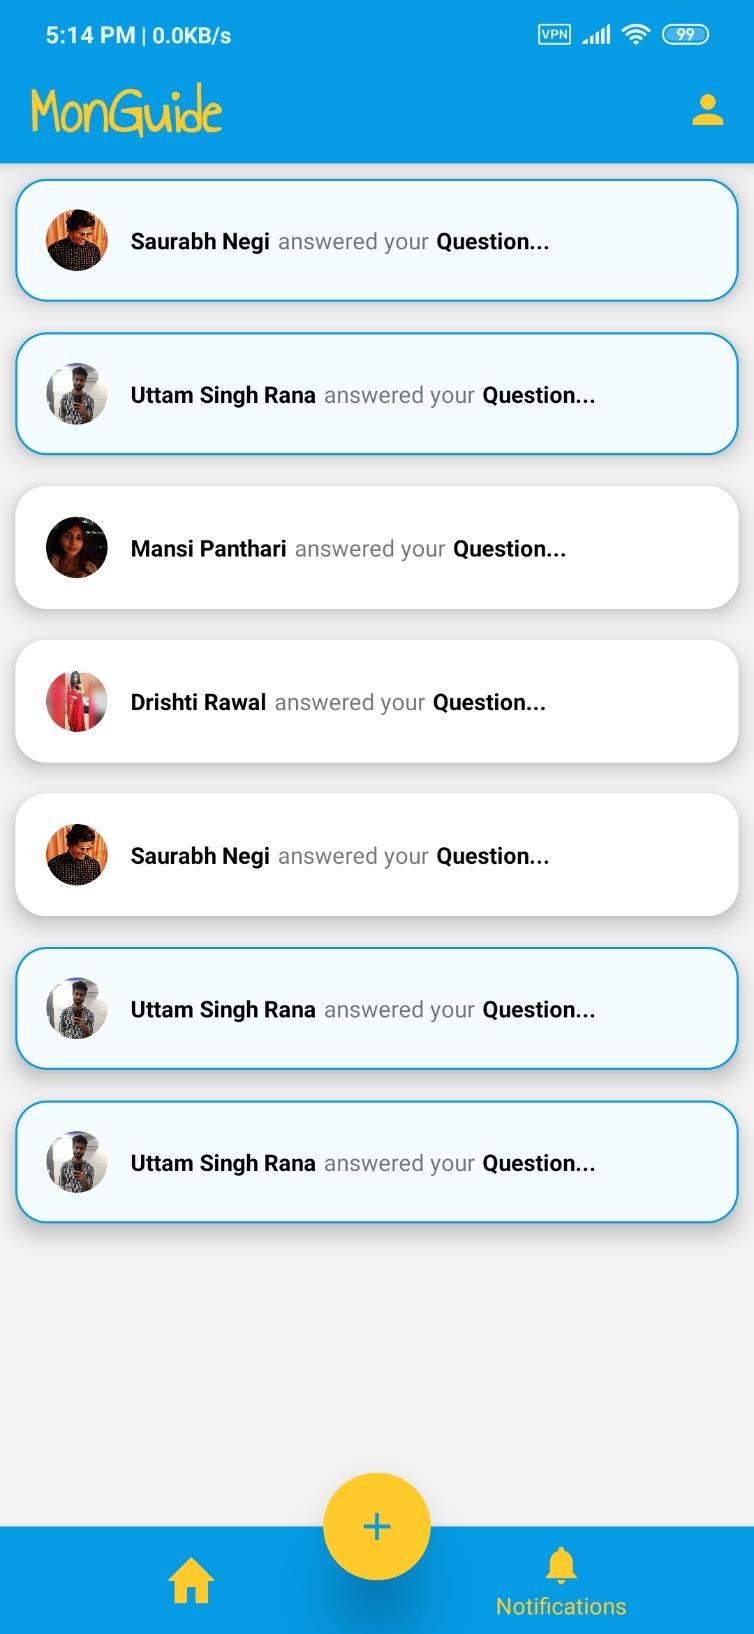 5:14 PM | 0.0KB/s VPN 99
MonGuide
Saurabh Negi answered your Question...
Uttam Singh Rana answered your Question...
Mansi Panthari answered your Question...
Drishti Rawal answered your Question...
Saurabh Negi answered your Question...
Uttam Singh Rana answered your Question...
Uttam Singh Rana answered your Question...
+
Notifications